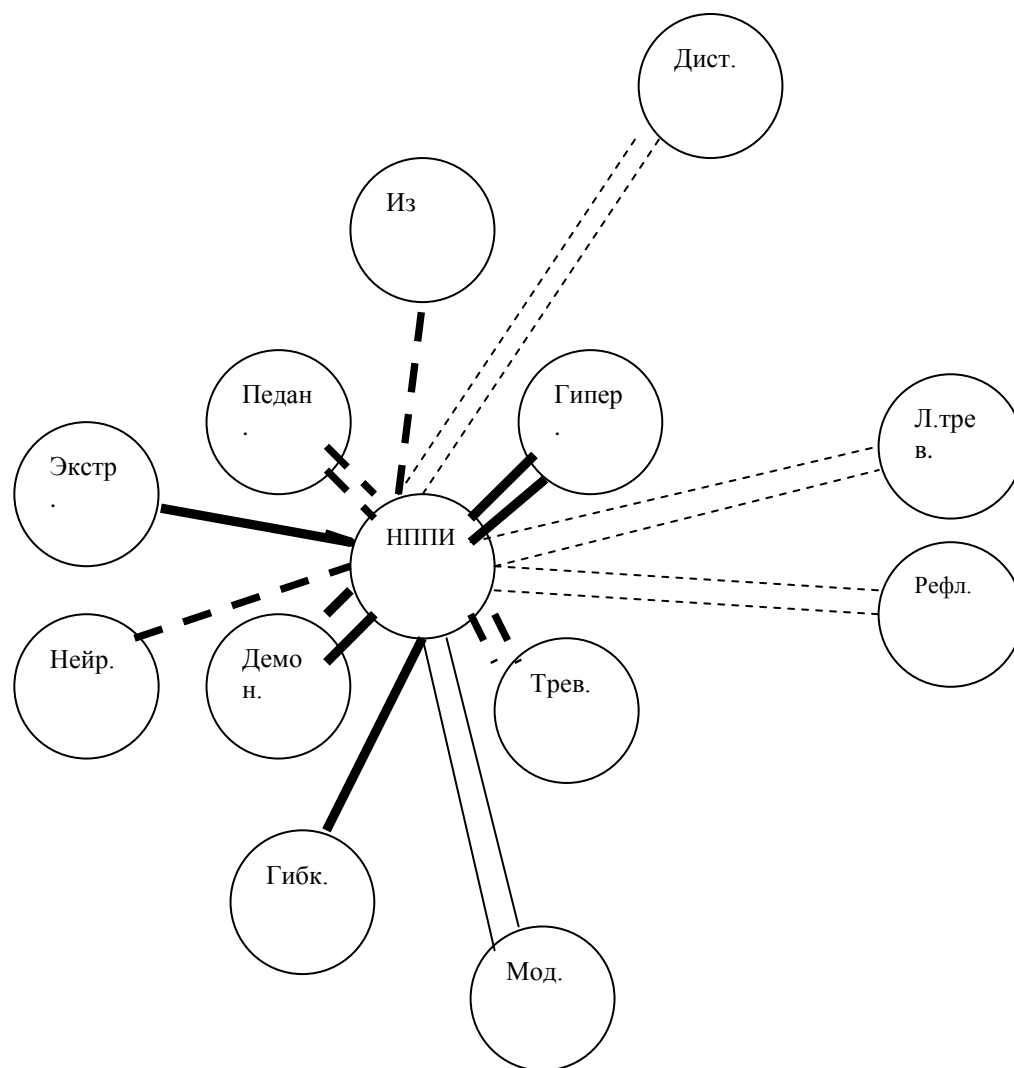 Дист.
Из
Педан
.
Гипер
.
Экстр
.
Л.тре
в.
НППИ
Рефл.
Нейр.
Демо
н.
Трев.
Гибк.
Мод.